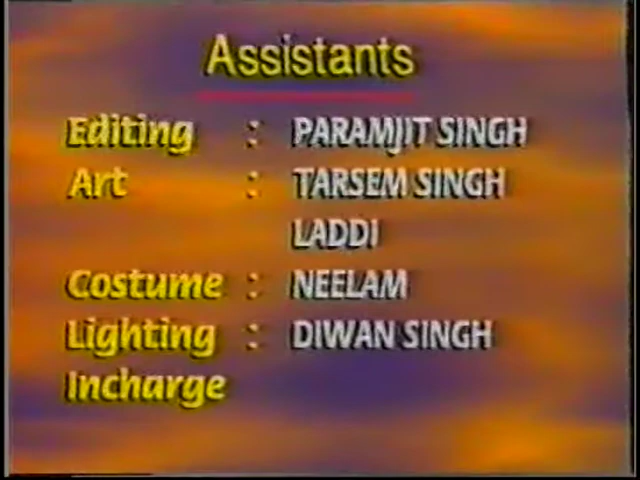 Assistants
Editing : PARAMJIT SINGH
Art : TARSEM SINGH
LADDI
Costume : NEELAM
Lighting : DIWAN SINGH
Incharge